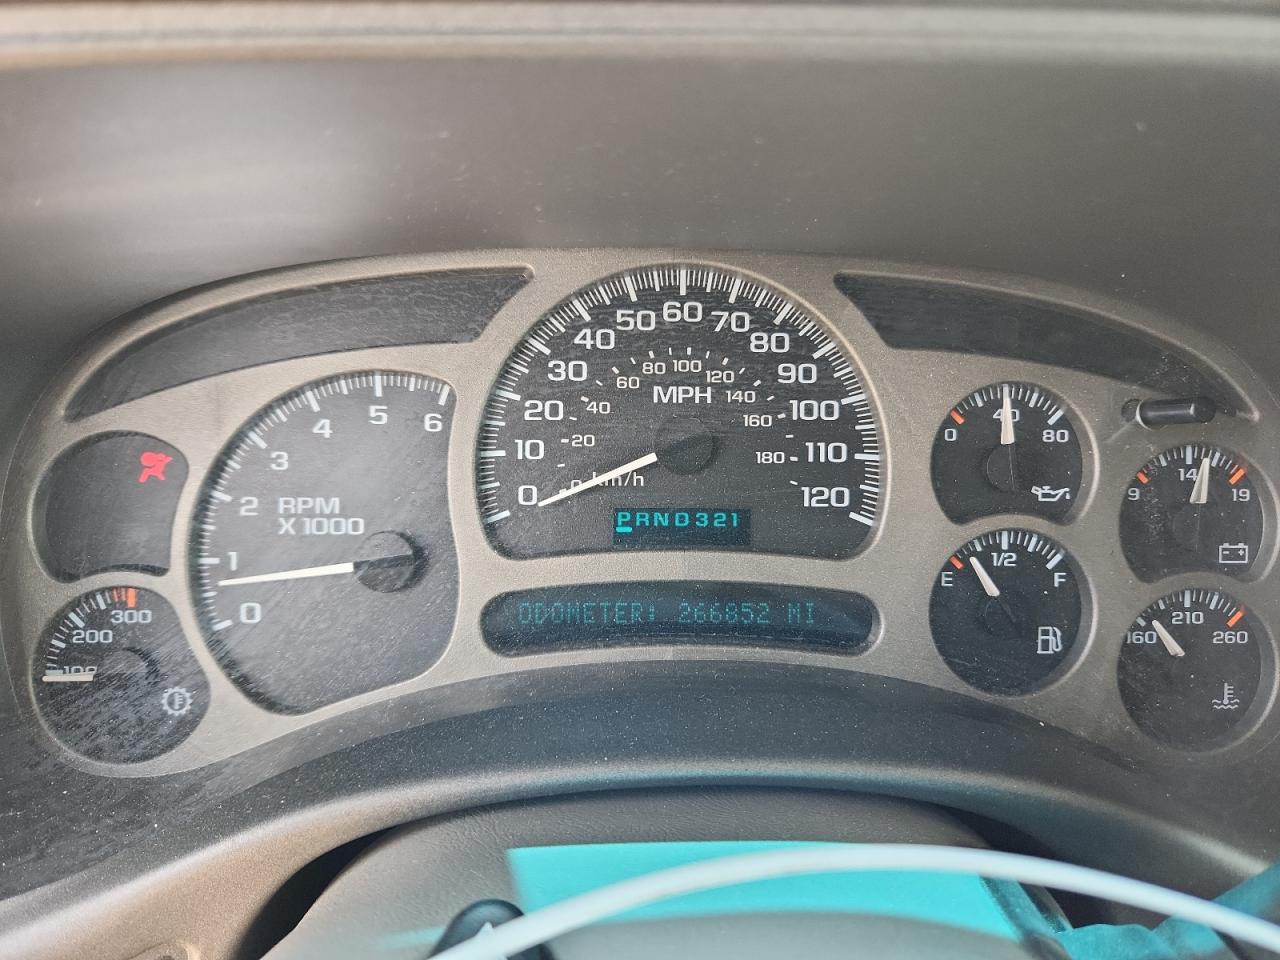 0 1 2 3 4 5 6
RPM
X 1000
100 200 300
0 10 20 30 40 50 60 70 80 90 100 110 120
MPH
0 20 40 60 80 100 120 140 160 180
km/h
PRND321
ODOMETER: 266852 MI
0 40 80
E 1/2 F
9 14 19
160 210 260